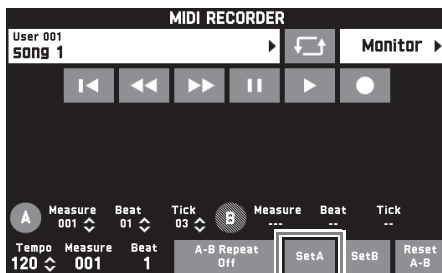 MIDI RECORDER
User 001
song 1
Monitor
A Measure Beat Tick B Measure Beat Tick
001 01 03 --- -- --
Tempo Measure Beat A-B Repeat SetA SetB Reset
120 001 1 Off A-B